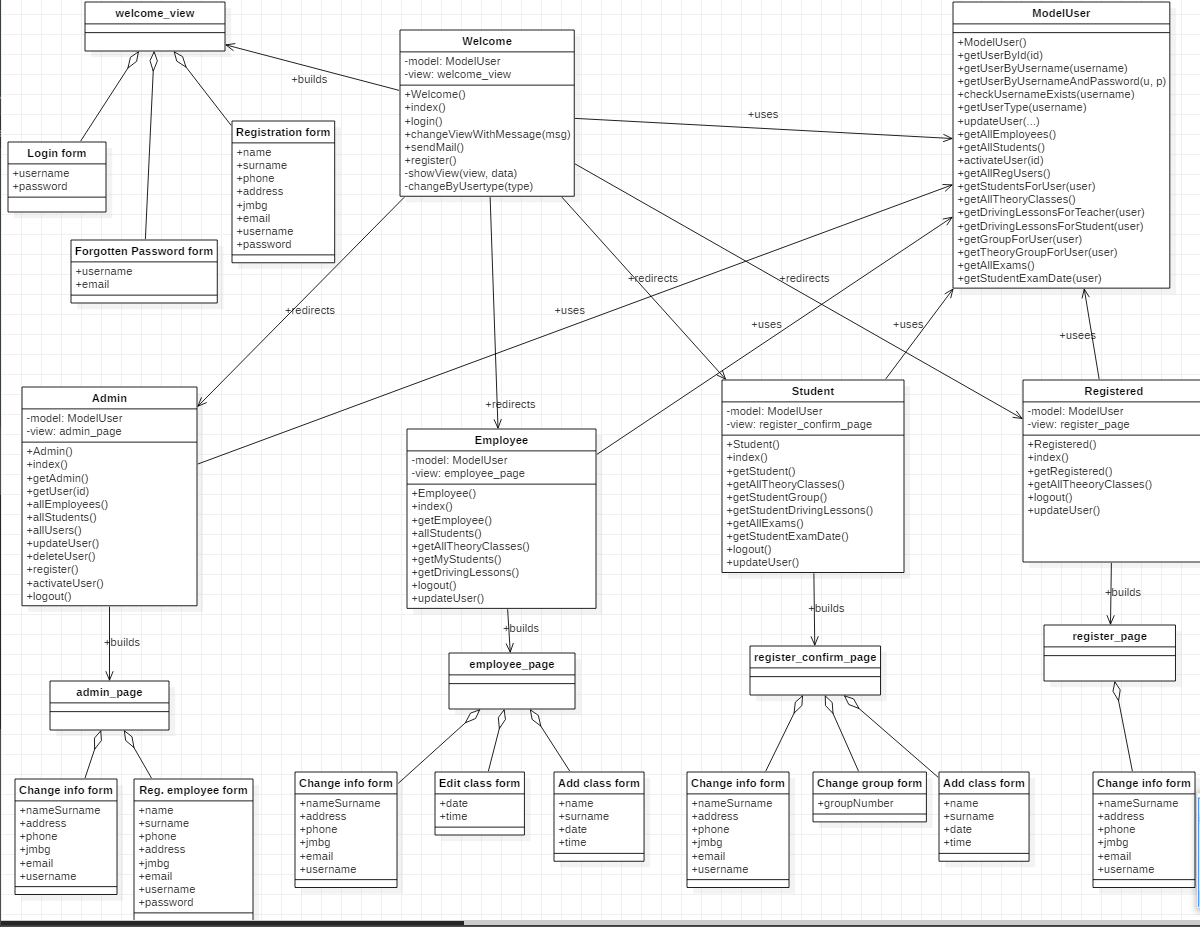 welcome_view
Welcome
-model: ModelUser
-view: welcome_view
+Welcome()
+index()
+login()
+changeViewWithMessage(msg)
+sendMail()
+register()
-showView(view, data)
-changeByUsertype(type)
ModelUser
+ModelUser()
+getUserById(id)
+getUserByUsername(username)
+getUserByUsernameAndPassword(u, p)
+checkUsernameExists(username)
+getUserType(username)
+updateUser(...)
+getAllEmployees()
+getAllStudents()
+activateUser(id)
+getAllRegUsers()
+getStudentsForUser(user)
+getAllTheoryClasses()
+getDrivingLessonsForTeacher(user)
+getDrivingLessonsForStudent(user)
+getGroupForUser(user)
+getTheoryGroupForUser(user)
+getAllExams()
+getStudentExamDate(user)
+builds
+uses
Login form
+username
+password
Registration form
+name
+surname
+phone
+address
+jmbg
+email
+username
+password
Forgotten Password form
+username
+email
+redirects
+redirects
+redirects
+uses
+uses
+uses
+usees
+redirects
Admin
-model: ModelUser
-view: admin_page
+Admin()
+index()
+getAdmin()
+getUser(id)
+allEmployees()
+allStudents()
+allUsers()
+updateUser()
+deleteUser()
+register()
+activateUser()
+logout()
Employee
-model: ModelUser
-view: employee_page
+Employee()
+index()
+getEmployee()
+allStudents()
+getAllTheoryClasses()
+getMyStudents()
+getDrivingLessons()
+logout()
+updateUser()
Student
-model: ModelUser
-view: register_confirm_page
+Student()
+index()
+getStudent()
+getAllTheoryClasses()
+getStudentGroup()
+getStudentDrivingLessons()
+getAllExams()
+getStudentExamDate()
+logout()
+updateUser()
Registered
-model: ModelUser
-view: register_page
+Registered()
+index()
+getRegistered()
+getAllTheeoryClasses()
+logout()
+updateUser()
+builds
+builds
+builds
+builds
admin_page
employee_page
register_confirm_page
register_page
Change info form
+nameSurname
+address
+phone
+jmbg
+email
+username
Reg. employee form
+name
+surname
+phone
+address
+jmbg
+email
+username
+password
Change info form
+nameSurname
+address
+phone
+jmbg
+email
+username
Edit class form
+date
+time
Add class form
+name
+surname
+date
+time
Change info form
+nameSurname
+address
+phone
+jmbg
+email
+username
Change group form
+groupNumber
Add class form
+name
+surname
+date
+time
Change info form
+nameSurname
+address
+phone
+jmbg
+email
+username